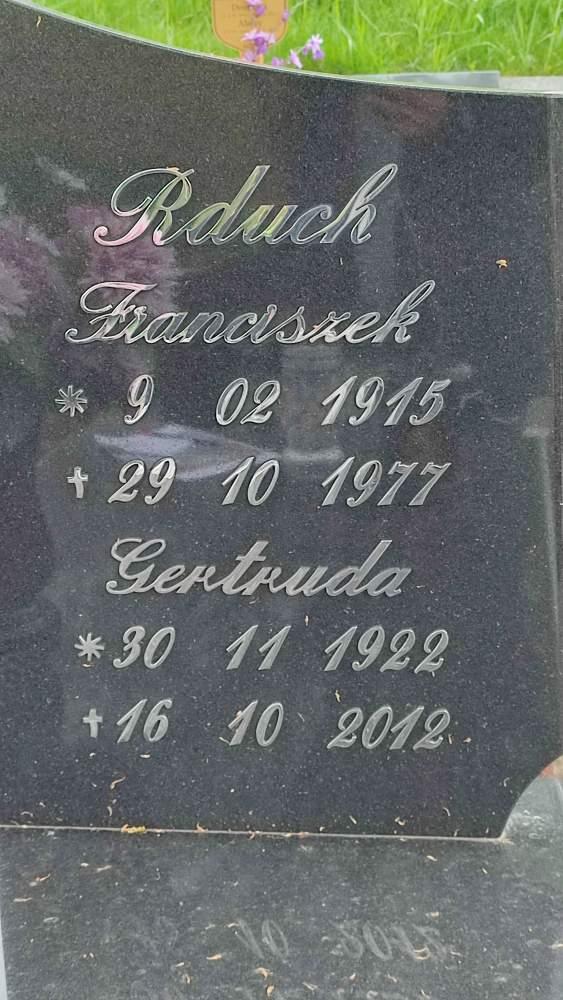 Rduch
Franciszek
* 9 02 1915
✝ 29 10 1977
Gertruda
* 30 11 1922
✝ 16 10 2012